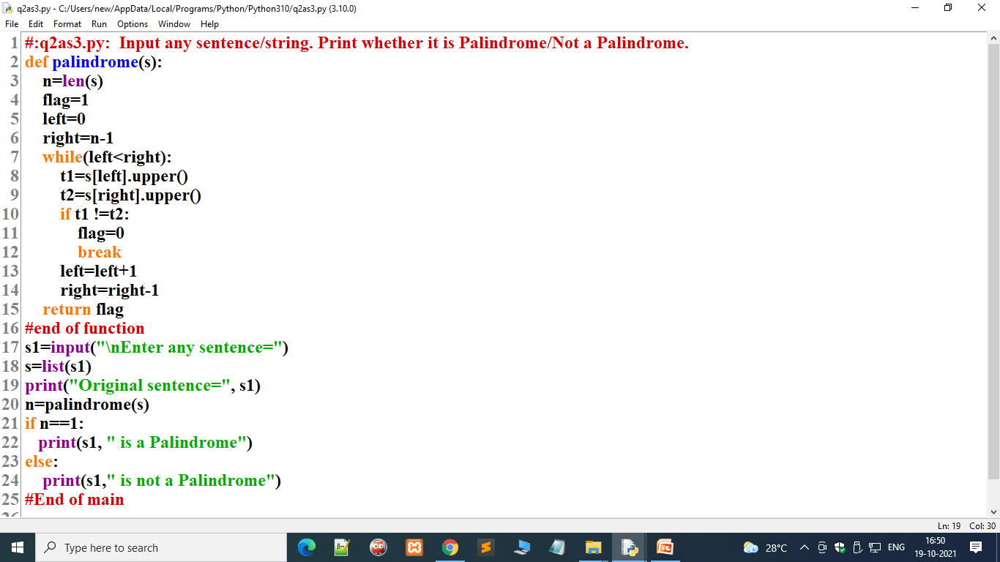 q2as3.py - C:/Users/new/AppData/Local/Programs/Python/Python310/q2as3.py (3.10.0)
File Edit Format Run Options Window Help
1 #:q2as3.py:  Input any sentence/string. Print whether it is Palindrome/Not a Palindrome.
2 def palindrome(s):
3     n=len(s)
4     flag=1
5     left=0
6     right=n-1
7     while(left<right):
8         t1=s[left].upper()
9         t2=s[right].upper()
10         if t1 !=t2:
11             flag=0
12             break
13         left=left+1
14         right=right-1
15     return flag
16 #end of function
17 s1=input("\nEnter any sentence=")
18 s=list(s1)
19 print("Original sentence=", s1)
20 n=palindrome(s)
21 if n==1:
22    print(s1, " is a Palindrome")
23 else:
24     print(s1," is not a Palindrome")
25 #End of main
Ln: 19 Col: 30
Type here to search
28°C
ENG
16:50
19-10-2021